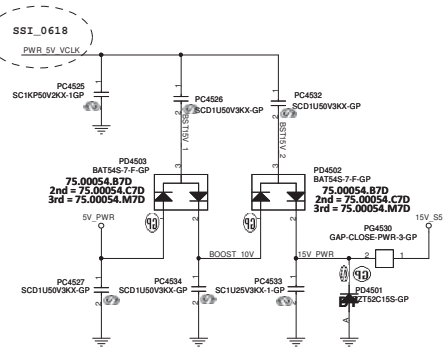 SSI_0618
PWR_5V_VCLK
PC4525
SC1KP50V2KX-1GP
PC4526
SCD1U50V3KX-GP
PC4532
SCD1U50V3KX-GP
BST15V_1
BST15V_2
PD4503
BAT54S-7-F-GP
75.00054.B7D
2nd = 75.00054.C7D
3rd = 75.00054.M7D
PD4502
BAT54S-7-F-GP
75.00054.B7D
2nd = 75.00054.C7D
3rd = 75.00054.M7D
5V_PWR
BOOST_10V
15V_PWR
PG4530
GAP-CLOSE-PWR-3-GP
15V_S5
PC4527
SCD1U50V3KX-GP
PC4534
SCD1U50V3KX-GP
PC4533
SC1U25V3KX-1-GP
PD4501
ZT52C15S-GP